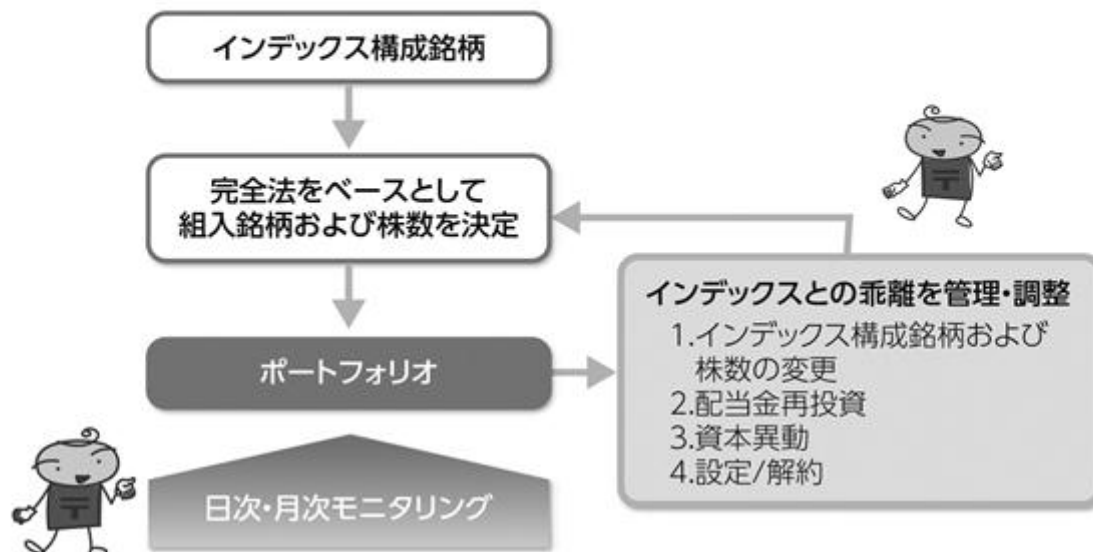 インデックス構成銘柄
完全法をベースとして
組入銘柄および株数を決定
ポートフォリオ
日次・月次モニタリング
インデックスとの乖離を管理・調整
1.インデックス構成銘柄および
株数の変更
2.配当金再投資
3.資本異動
4.設定/解約
〒
〒